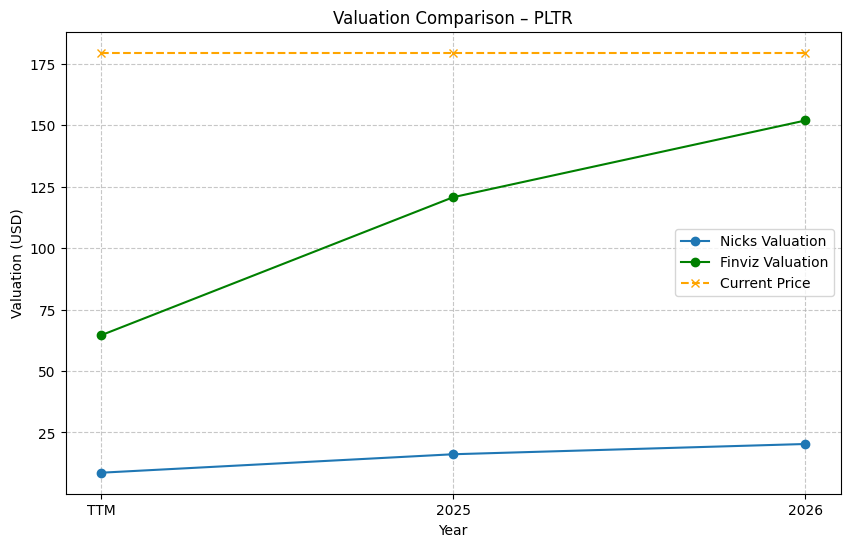 Valuation Comparison – PLTR
Valuation (USD)
175
150
125
100
75
50
25
TTM
2025
2026
Year
Nicks Valuation
Finviz Valuation
Current Price